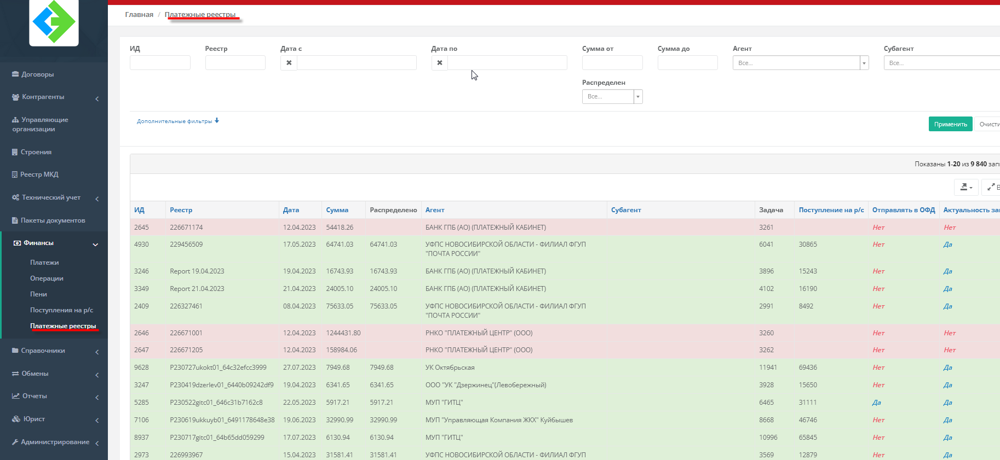 Главная / Платежные реестры
ИД
Реестр
Дата с
Дата по
Сумма от
Сумма до
Агент
Субагент
Все...
Все...
Распределен
Все...
Дополнительные фильтры
Применить
Очисти
Договоры
Контрагенты
Управляющие
организации
Строения
Реестр МКД
Технический учет
Пакеты документов
Финансы
Платежи
Операции
Пени
Поступления на р/с
Платежные реестры
Справочники
Обмены
Отчеты
Юрист
Администрирование
Показаны 1-20 из 9 840 запи
В
ИД Реестр Дата Сумма Распределено Агент Субагент Задача Поступление на р/с Отправлять в ОФД Актуальность заг
2645 226671174 12.04.2023 54418.26 БАНК ГПБ (АО) (ПЛАТЕЖНЫЙ КАБИНЕТ) 3261 Нет Нет
4930 229456509 17.05.2023 64741.03 64741.03 УФПС НОВОСИБИРСКОЙ ОБЛАСТИ - ФИЛИАЛ ФГУП 6041 30865 Нет Да
"ПОЧТА РОССИИ"
3246 Report 19.04.2023 19.04.2023 16743.93 16743.93 БАНК ГПБ (АО) (ПЛАТЕЖНЫЙ КАБИНЕТ) 3896 15243 Нет Да
3349 Report 21.04.2023 21.04.2023 24005.10 24005.10 БАНК ГПБ (АО) (ПЛАТЕЖНЫЙ КАБИНЕТ) 4102 16190 Нет Да
2409 226327461 08.04.2023 75633.05 75633.05 УФПС НОВОСИБИРСКОЙ ОБЛАСТИ - ФИЛИАЛ ФГУП 2991 8492 Нет Да
"ПОЧТА РОССИИ"
2646 226671001 12.04.2023 1244431.80 РНКО "ПЛАТЕЖНЫЙ ЦЕНТР" (ООО) 3260 Нет Нет
2647 226671205 12.04.2023 158984.06 РНКО "ПЛАТЕЖНЫЙ ЦЕНТР" (ООО) 3262 Нет Нет
9628 P230727ukokt01_64c32efcc3999 27.07.2023 7949.68 7949.68 УК Октябрьская 11941 69436 Нет Да
3247 P230419dzerlev01_6440b09242df9 19.04.2023 6341.65 6341.65 ООО "УК "Дзержинец"(Левобережный) 3928 15650 Нет Да
5285 P230522gitc01_646c31b7162c8 22.05.2023 5917.21 5917.21 МУП "ГИТЦ" 6465 31111 Да Да
7106 P230619ukkuyb01_6491178648e38 19.06.2023 32990.99 32990.99 МУП "Управляющая Компания ЖКХ" Куйбышев 8668 46746 Нет Да
8937 P230717gitc01_64b65dd059299 17.07.2023 6130.94 6130.94 МУП "ГИТЦ" 10996 65845 Нет Да
2973 226993967 15.04.2023 31581.41 31581.41 УФПС НОВОСИБИРСКОЙ ОБЛАСТИ - ФИЛИАЛ ФГУП 3569 12879 Нет Да